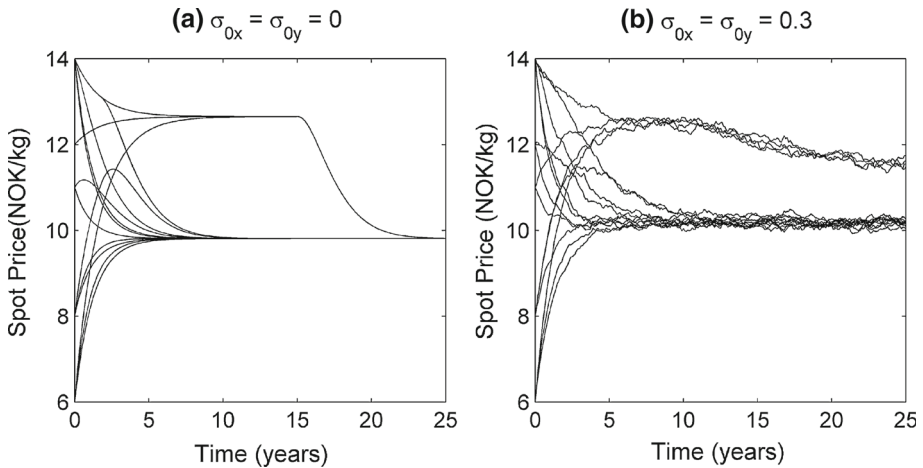 (a) σ0x = σ0y = 0
14
12
10
8
6
Spot Price(NOK/kg)
0 5 10 15 20 25
Time (years)
(b) σ0x = σ0y = 0.3
14
12
10
8
6
Spot Price (NOK/kg)
0 5 10 15 20 25
Time (years)